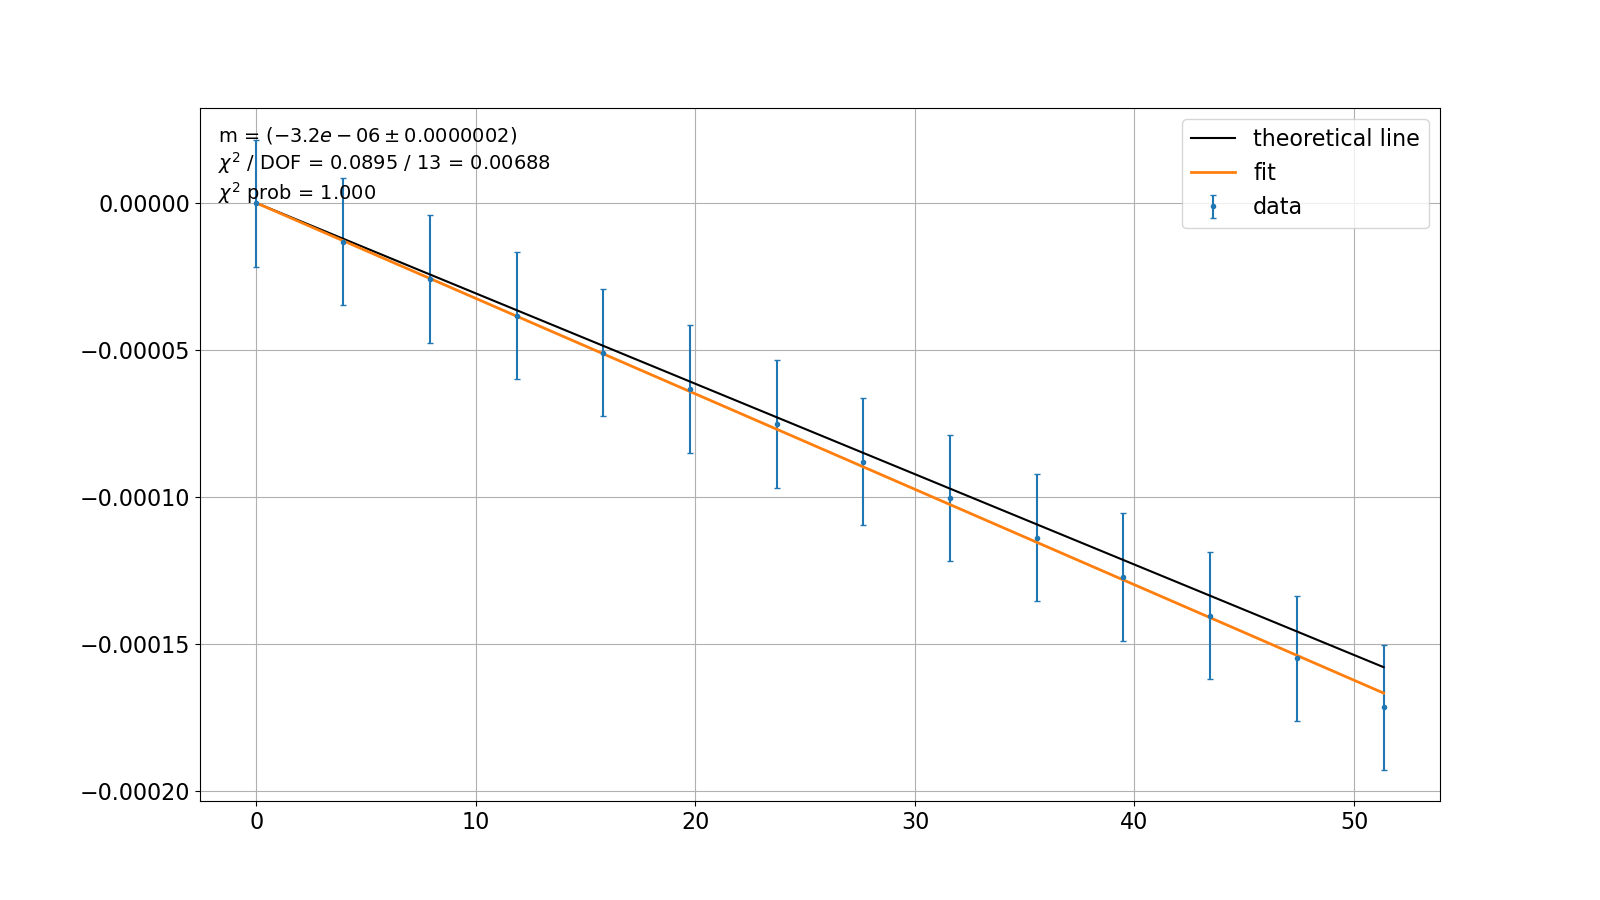 m = (−3.2e − 06 ± 0.0000002)
χ² / DOF = 0.0895 / 13 = 0.00688
χ² prob = 1.000
theoretical line
fit
data
0.00000
−0.00005
−0.00010
−0.00015
−0.00020
0 10 20 30 40 50